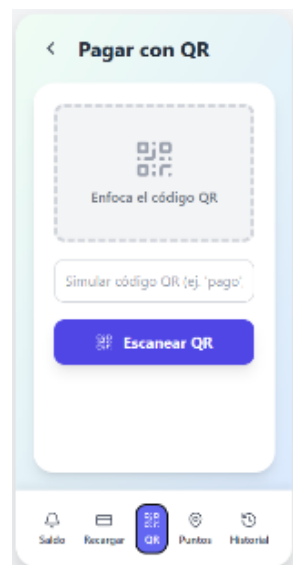 Pagar con QR
Enfoca el código QR
Simular código QR (ej. 'pago',
Escanear QR
Saldo Recargar QR Puntos Historial